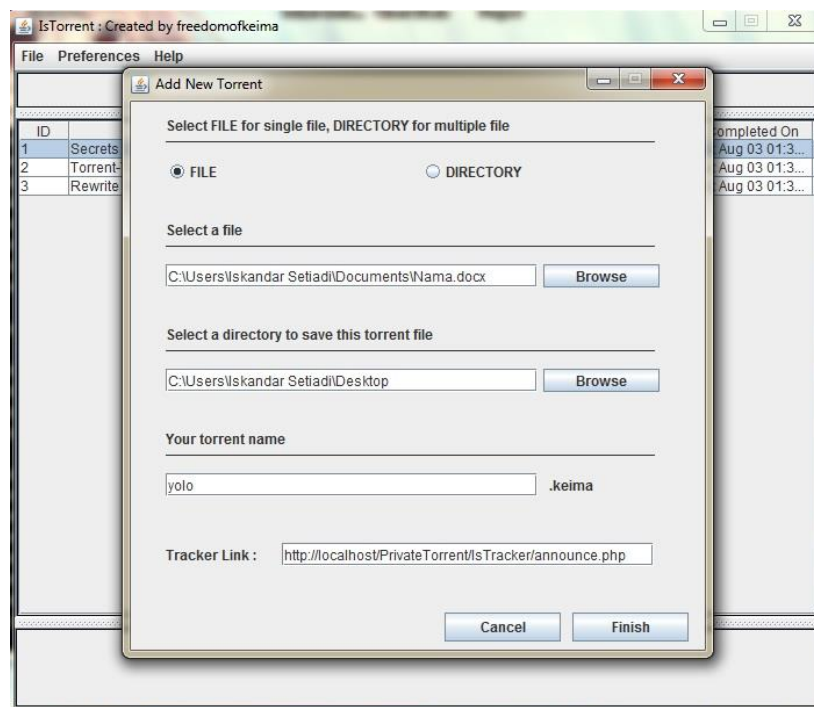 IsTorrent : Created by freedomofkeima
File Preferences Help
Add New Torrent
Select FILE for single file, DIRECTORY for multiple file
FILE DIRECTORY
Select a file
C:\Users\Iskandar Setiadi\Documents\Nama.docx Browse
Select a directory to save this torrent file
C:\Users\Iskandar Setiadi\Desktop Browse
Your torrent name
yolo .keima
Tracker Link : http://localhost/PrivateTorrent/IsTracker/announce.php
Cancel Finish
ID ompleted On
1 Secrets Aug 03 01:3...
2 Torrent- Aug 03 01:3...
3 Rewrite Aug 03 01:3...